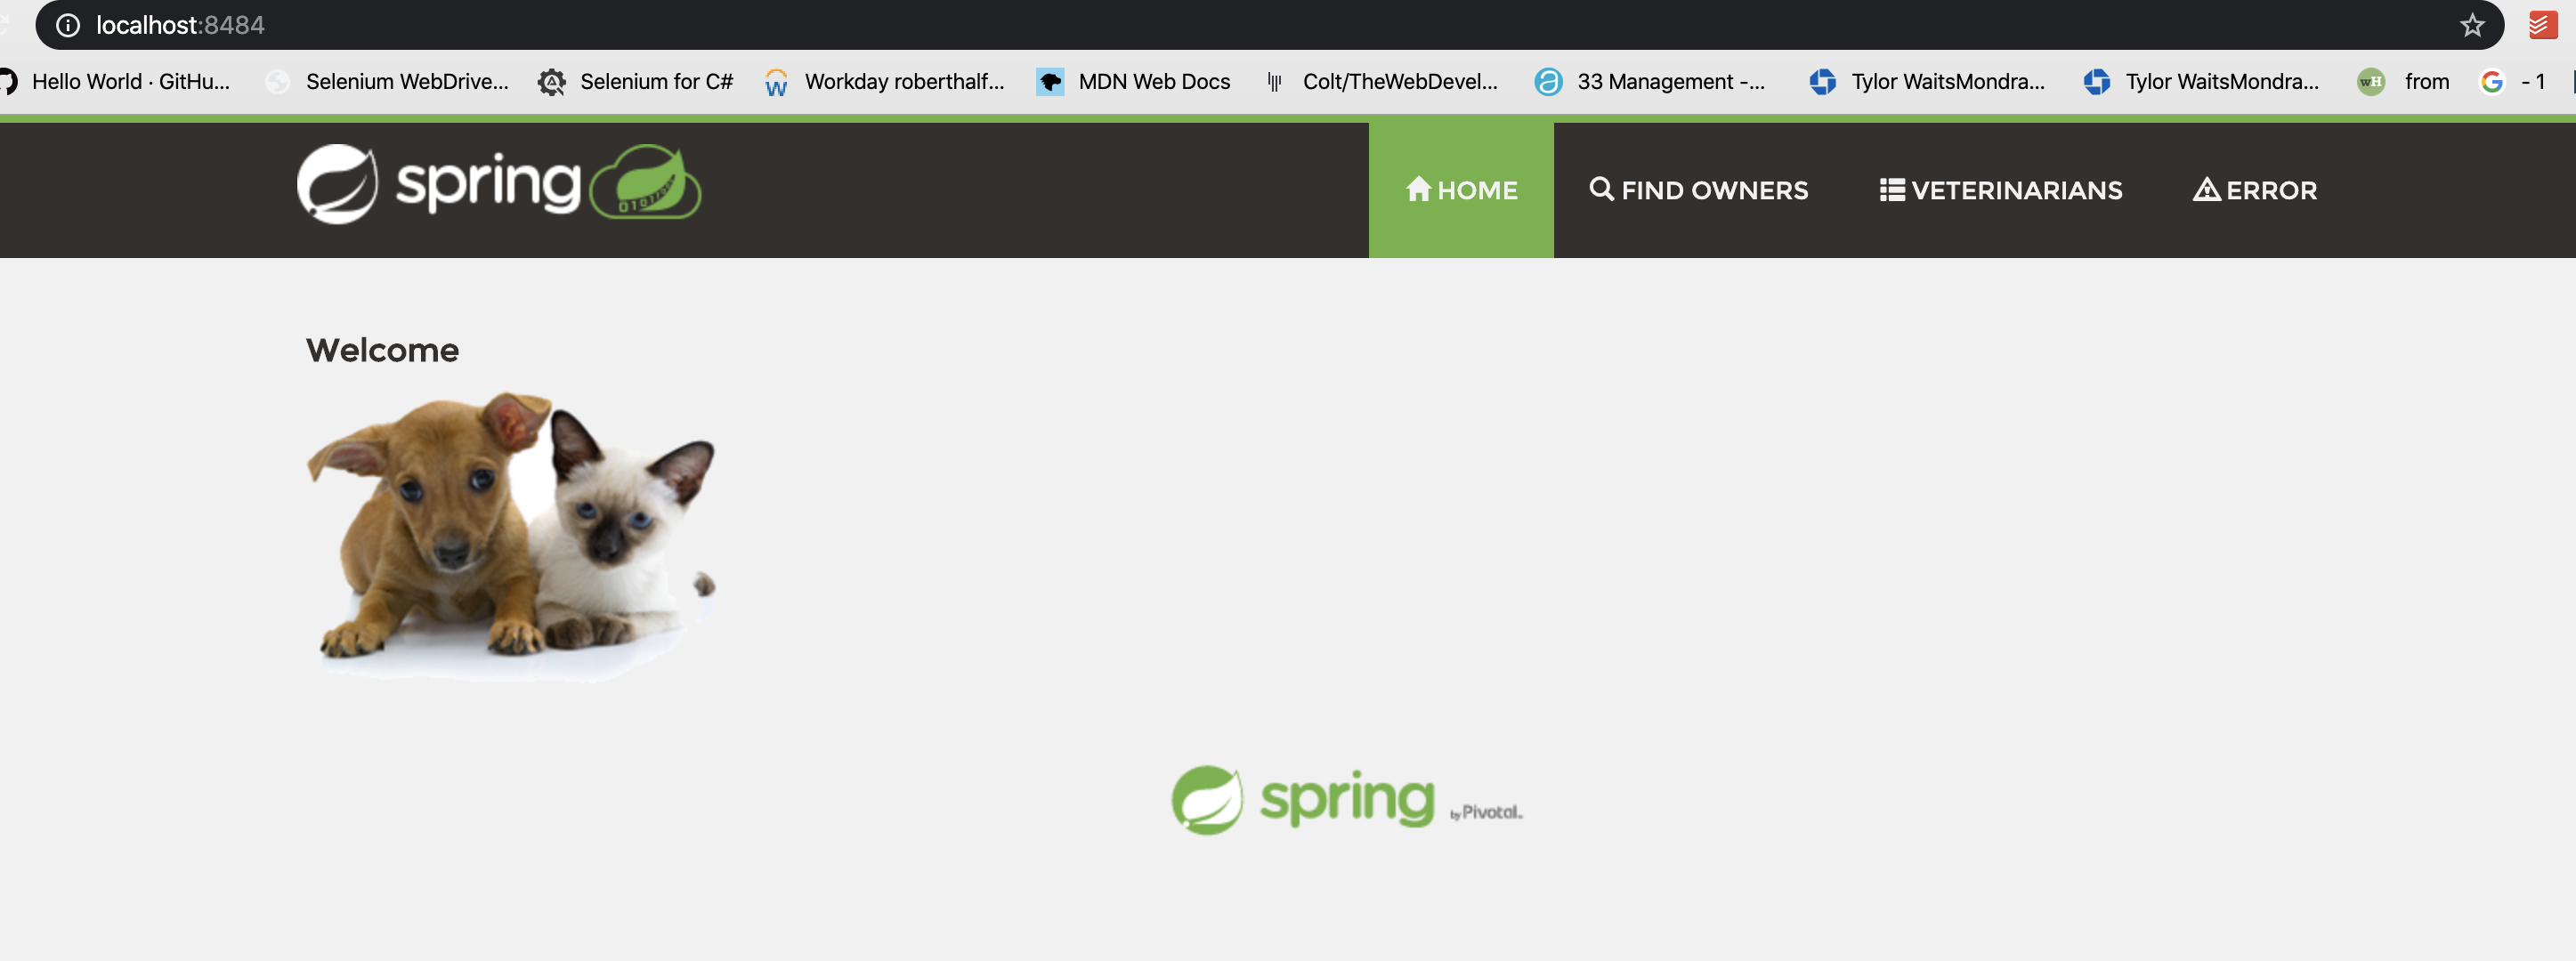 localhost:8484
Hello World · GitHu... Selenium WebDrive... Selenium for C# Workday roberthalf... MDN Web Docs Colt/TheWebDevel... 33 Management -... Tylor WaitsMondra... Tylor WaitsMondra... wH from - 1
spring HOME FIND OWNERS VETERINARIANS ERROR
Welcome
spring by Pivotal